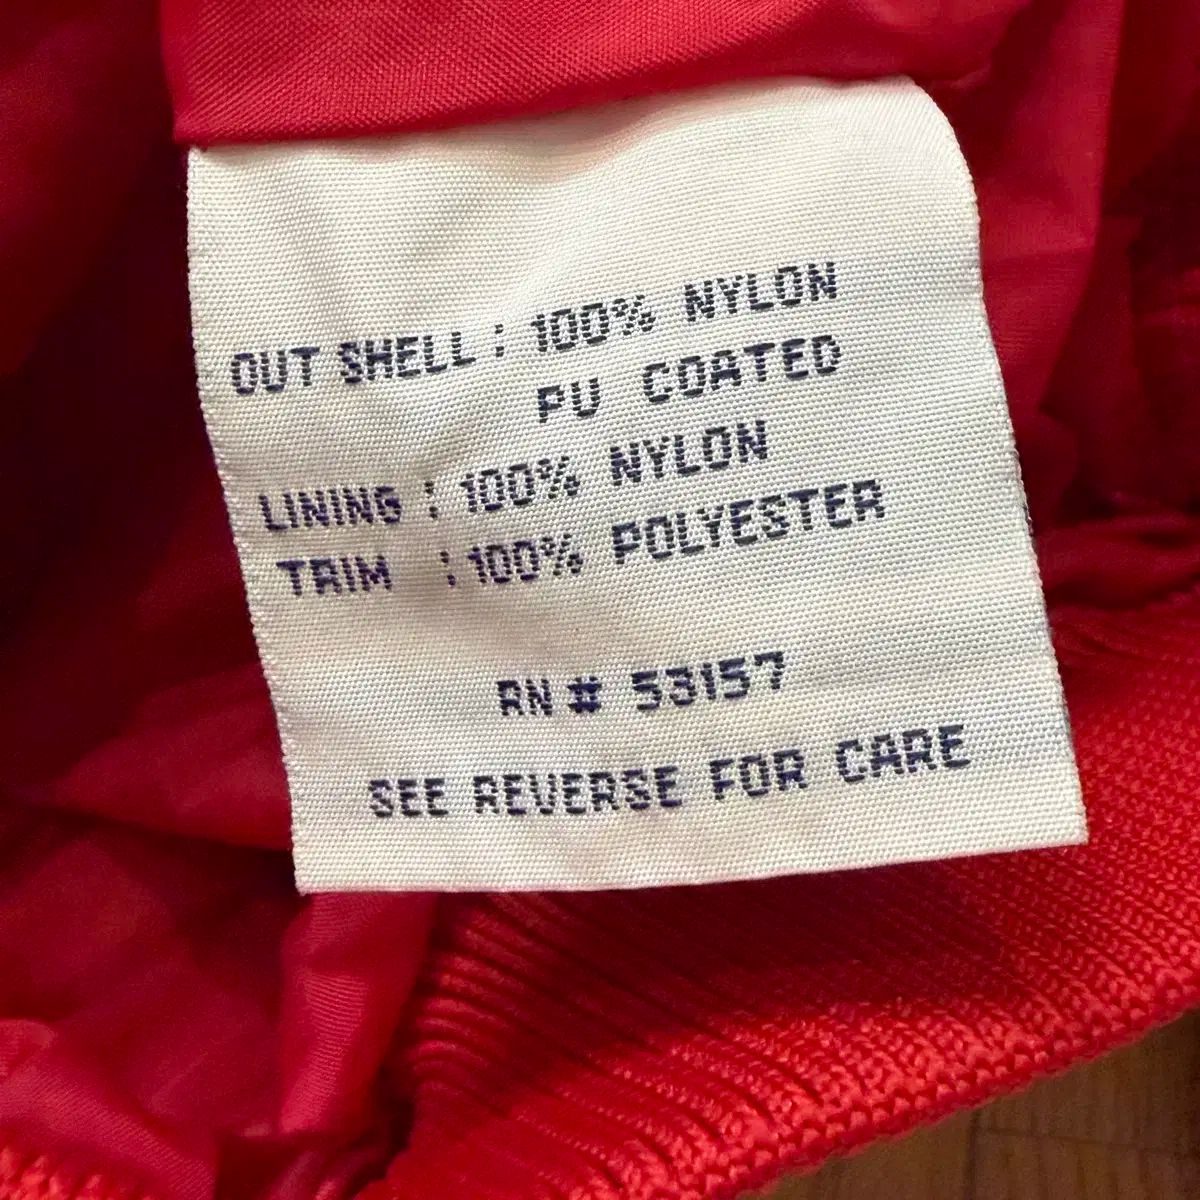 OUT SHELL : 100% NYLON
PU COATED
LINING : 100% NYLON
TRIM : 100% POLYESTER
RN # 53157
SEE REVERSE FOR CARE